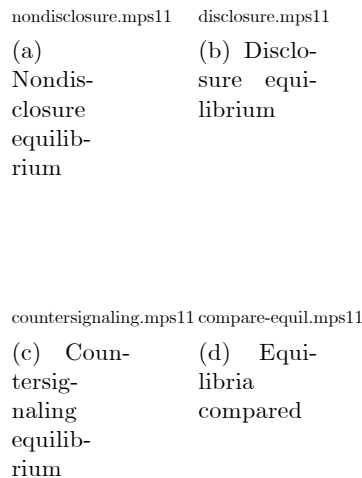 nondisclosure.mps11 disclosure.mps11
(a)
Nondis-
closure
equilib-
rium
(b) Disclo-
sure equi-
librium
countersignaling.mps11 compare-equil.mps11
(c) Coun-
tersig-
naling
equilib-
rium
(d) Equi-
libria
compared